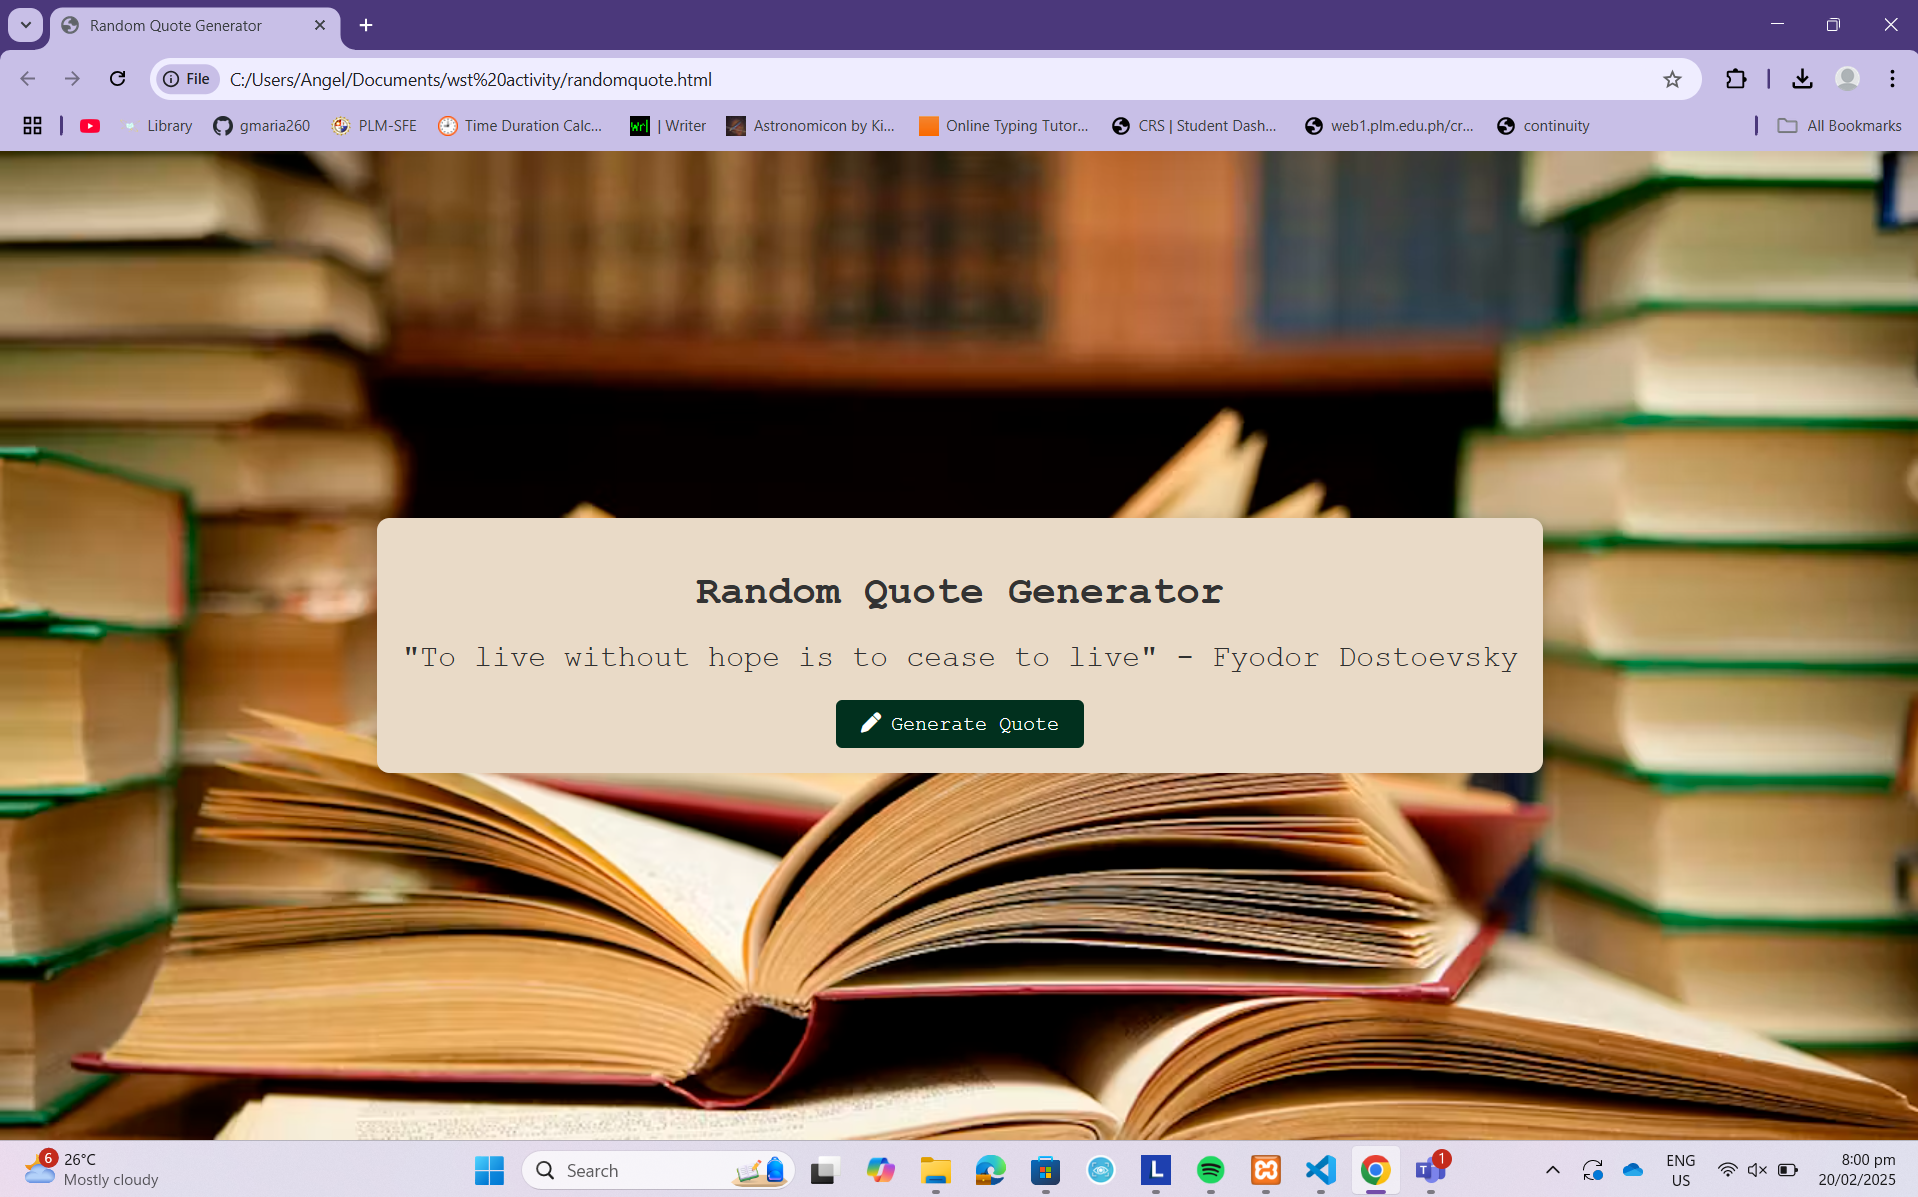 Random Quote Generator
File
C:/Users/Angel/Documents/wst%20activity/randomquote.html
Library
gmaria260
PLM-SFE
Time Duration Calc...
Wr
| Writer
Astronomicon by Ki...
Online Typing Tutor...
CRS | Student Dash...
web1.plm.edu.ph/cr...
continuity
All Bookmarks
Random Quote Generator
"To live without hope is to cease to live" - Fyodor Dostoevsky
Generate Quote
6
26°C
Mostly cloudy
Search
L
T
1
ENG
US
8:00 pm
20/02/2025